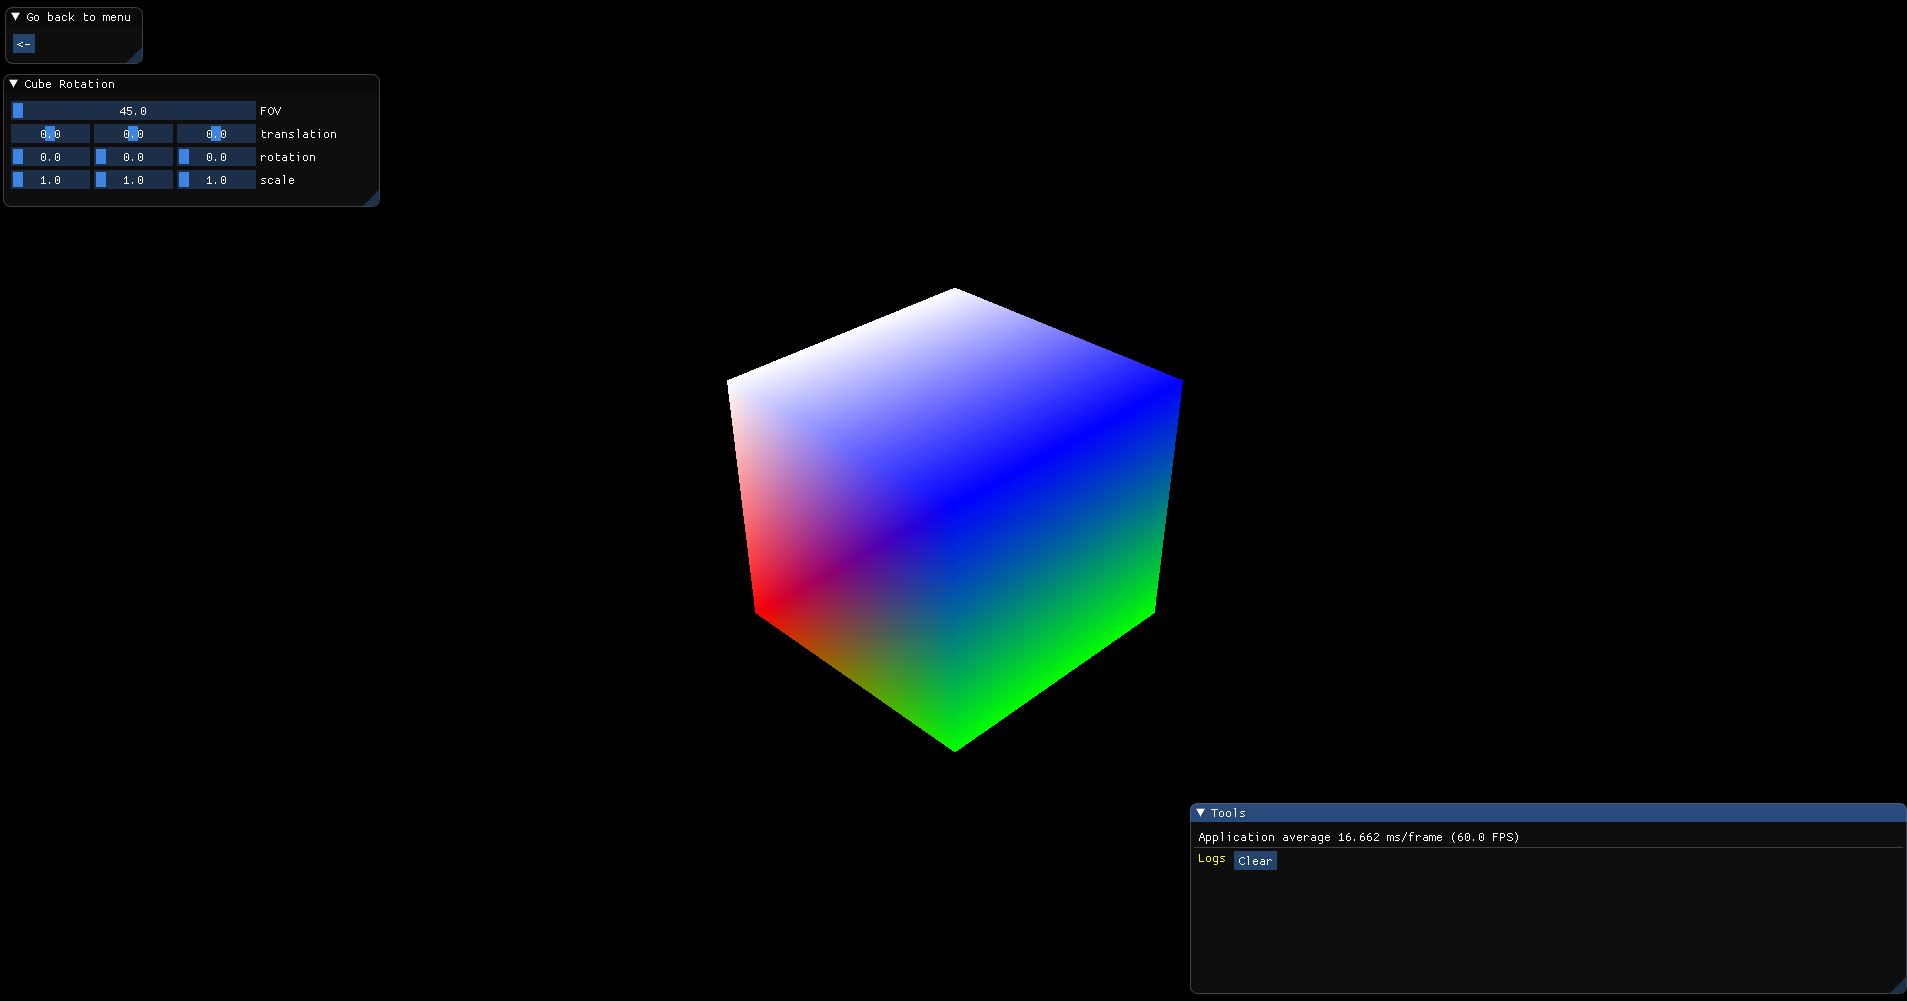 Go back to menu
<-
Cube Rotation
45.0 FOV
0.0 0.0 0.0 translation
0.0 0.0 0.0 rotation
1.0 1.0 1.0 scale
Tools
Application average 16.662 ms/frame (60.0 FPS)
Logs Clear